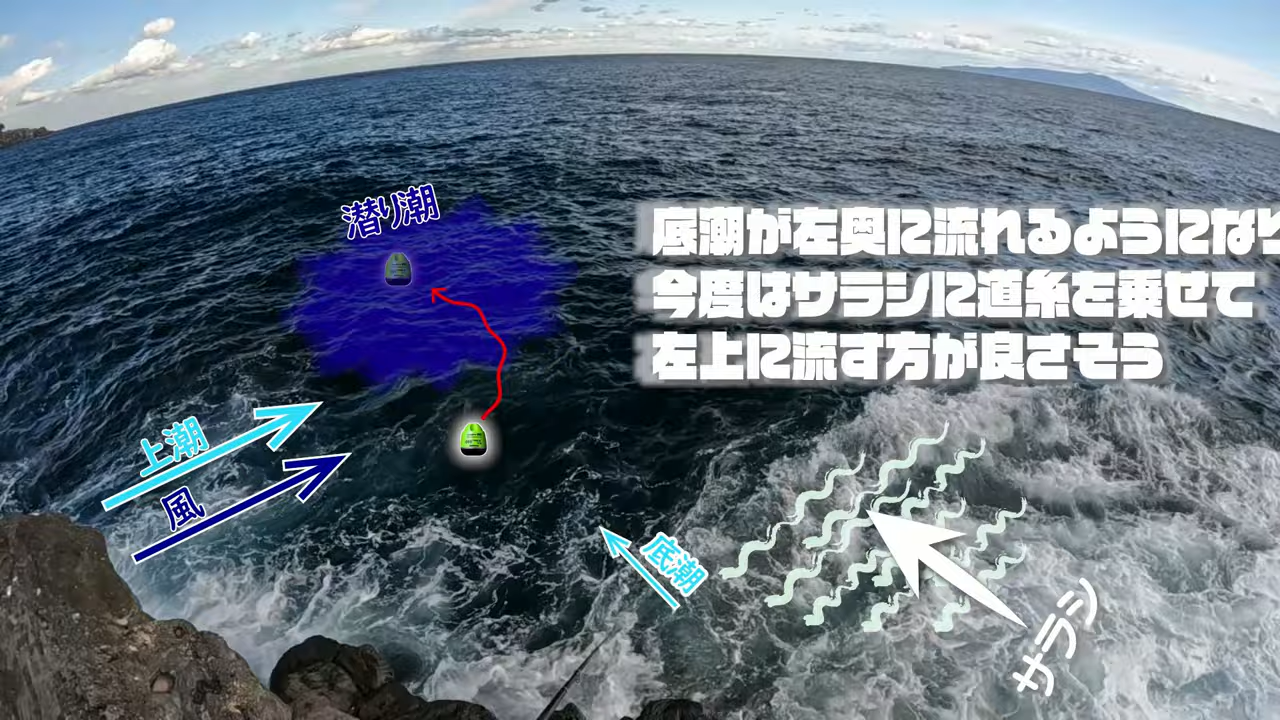 潜り潮
底潮が左奥に流れるようになり
今度はサラシに道糸を乗せて
左上に流す方が良さそう
上潮
風
底潮
サラシ